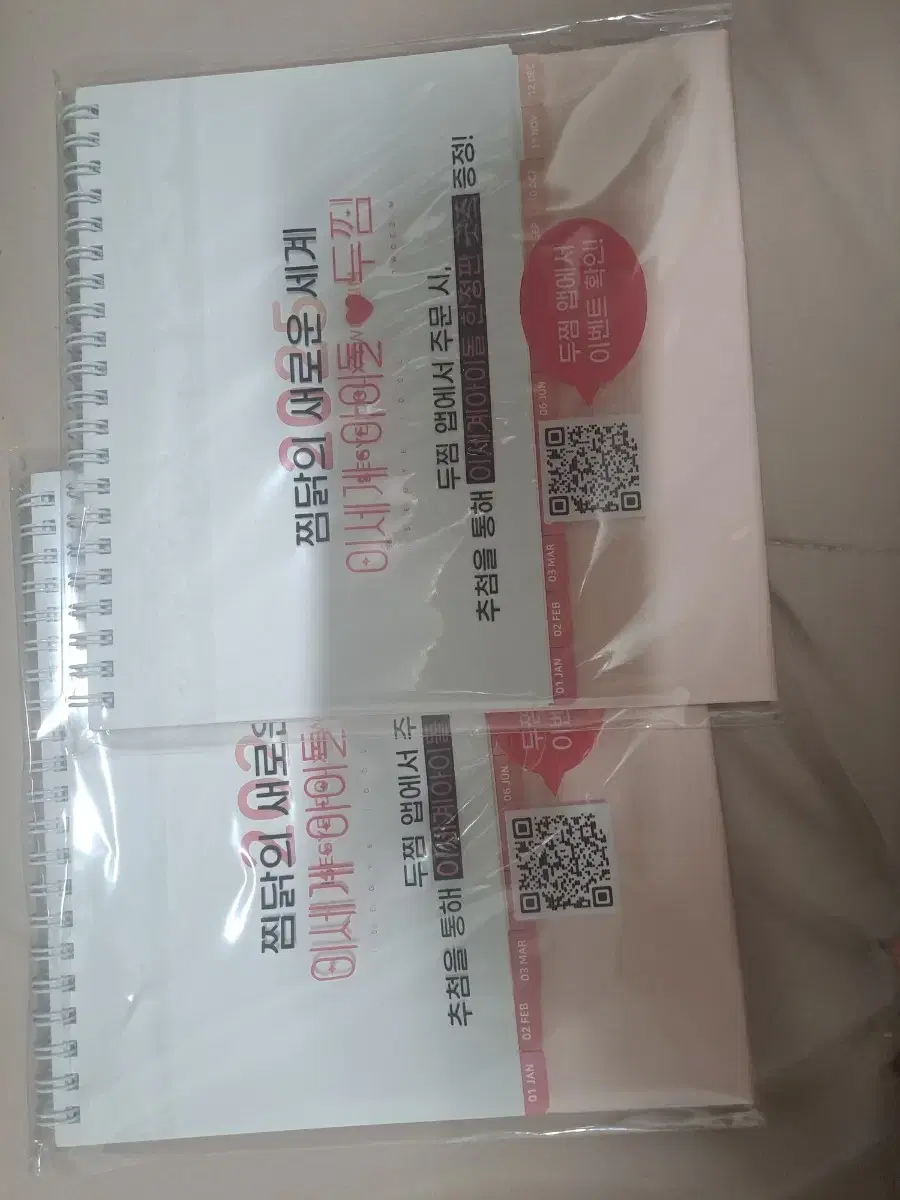 2025
찜닭의 새로운 세계
이세계아이돌 ♥ 두찜!
두찜 앱에서 주문 시,
추첨을 통해 이세계아이돌 한정판 굿즈 증정!
두찜 앱에서
이벤트 확인!
01 JAN
02 FEB
03 MAR
06 JUN
SEP
11 NOV
12 DEC
찜닭의 새로운
이세계아이돌
두찜 앱에서 주
추첨을 통해 이세계아이돌
01 JAN
02 FEB
03 MAR
06 JUN